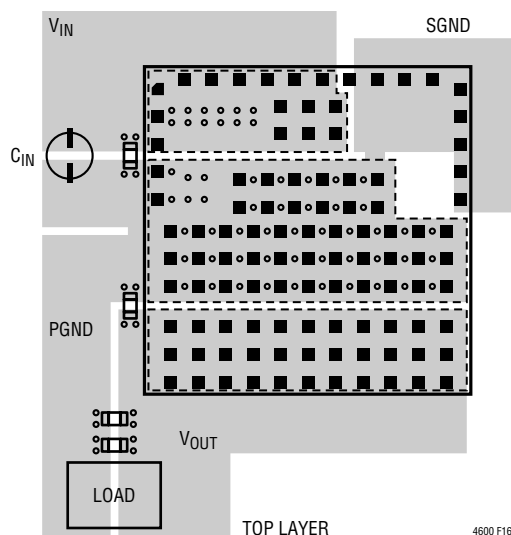 VIN
SGND
CIN
PGND
VOUT
LOAD
TOP LAYER
4600 F16